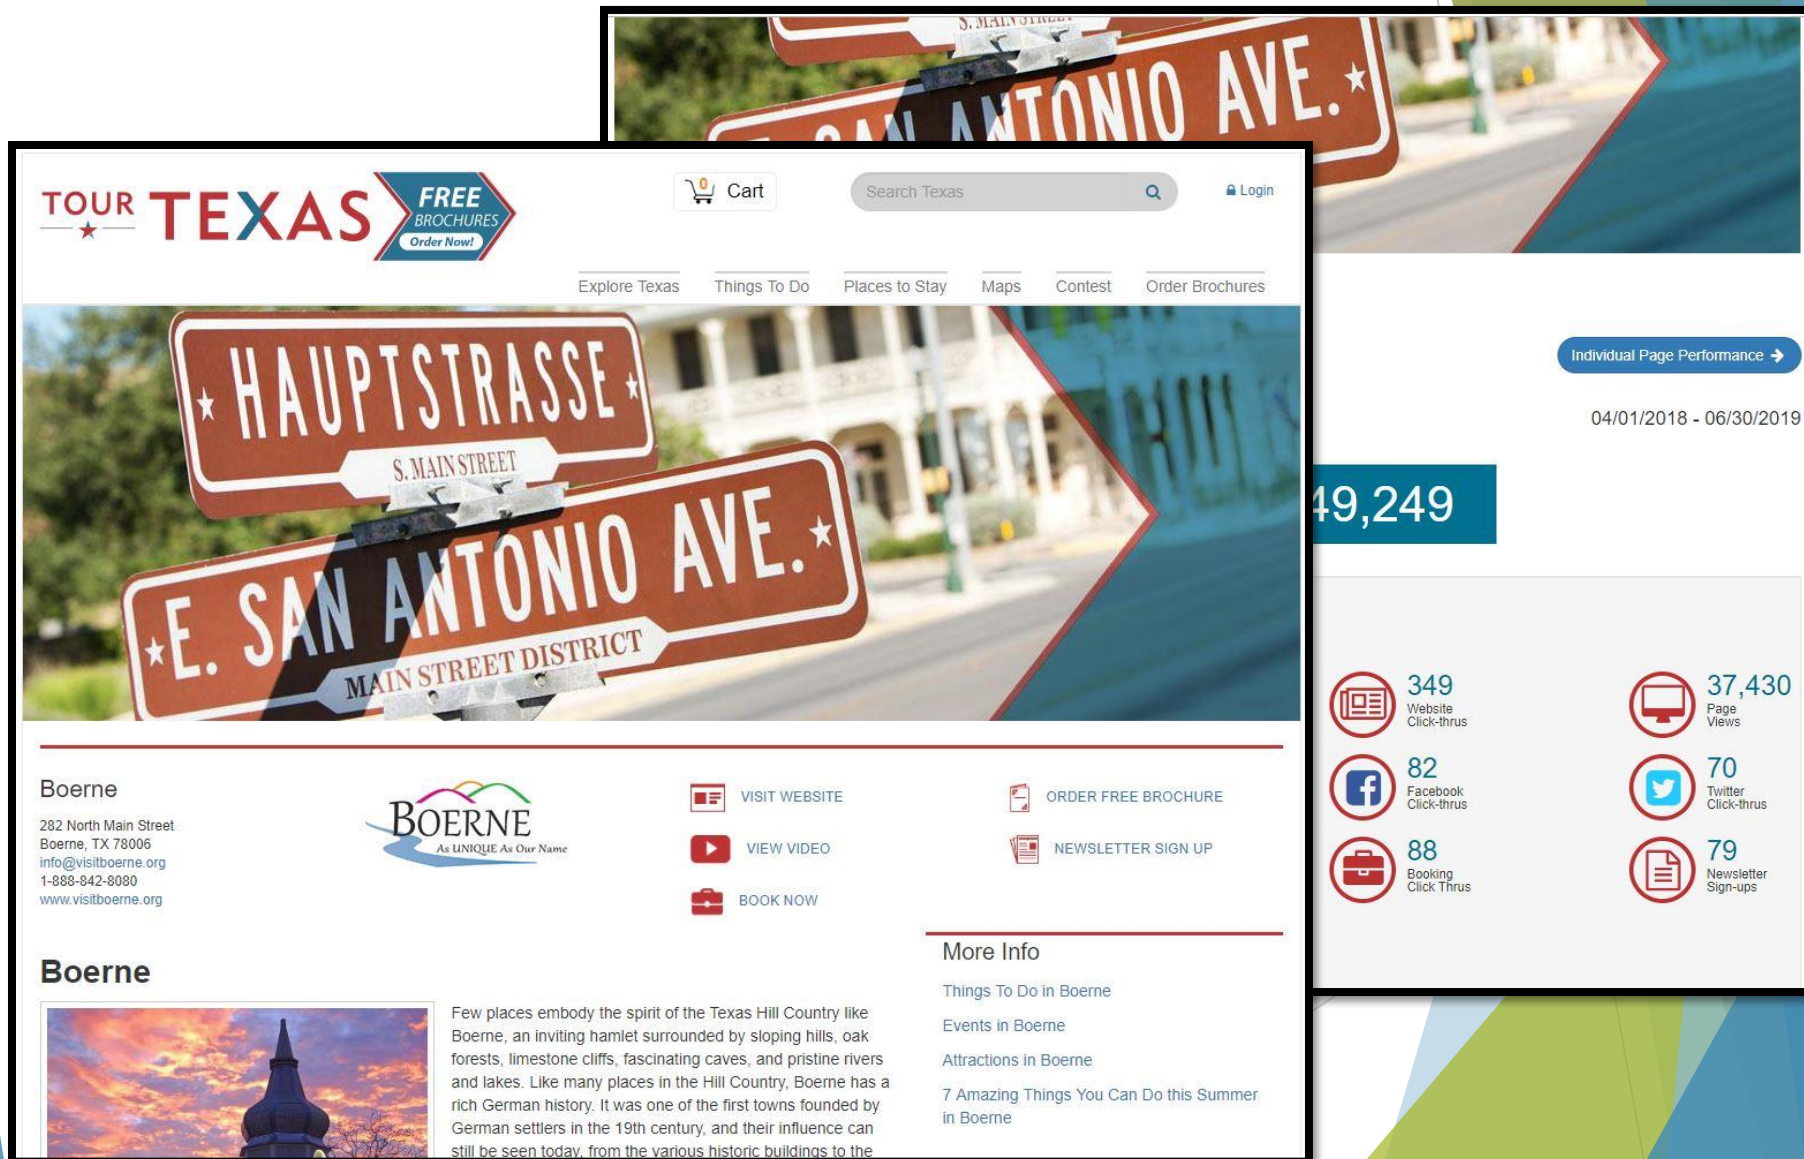 S. MAIN STREET
E. SAN ANTONIO AVE.
TOUR TEXAS
FREE
BROCHURES
Order Now!
0 Cart
Search Texas
Login
Explore Texas Things To Do Places to Stay Maps Contest Order Brochures
HAUPTSTRASSE
S. MAIN STREET
E. SAN ANTONIO AVE.
MAIN STREET DISTRICT
Individual Page Performance
04/01/2018 - 06/30/2019
49,249
349
Website
Click-thrus
37,430
Page
Views
82
Facebook
Click-thrus
70
Twitter
Click-thrus
88
Booking
Click Thrus
79
Newsletter
Sign-ups
Boerne
282 North Main Street
Boerne, TX 78006
info@visitboerne.org
1-888-842-8080
www.visitboerne.org
BOERNE
As UNIQUE As Our Name
VISIT WEBSITE
VIEW VIDEO
BOOK NOW
ORDER FREE BROCHURE
NEWSLETTER SIGN UP
Boerne
Few places embody the spirit of the Texas Hill Country like
Boerne, an inviting hamlet surrounded by sloping hills, oak
forests, limestone cliffs, fascinating caves, and pristine rivers
and lakes. Like many places in the Hill Country, Boerne has a
rich German history. It was one of the first towns founded by
German settlers in the 19th century, and their influence can
still be seen today, from the various historic buildings to the
More Info
Things To Do in Boerne
Events in Boerne
Attractions in Boerne
7 Amazing Things You Can Do this Summer
in Boerne